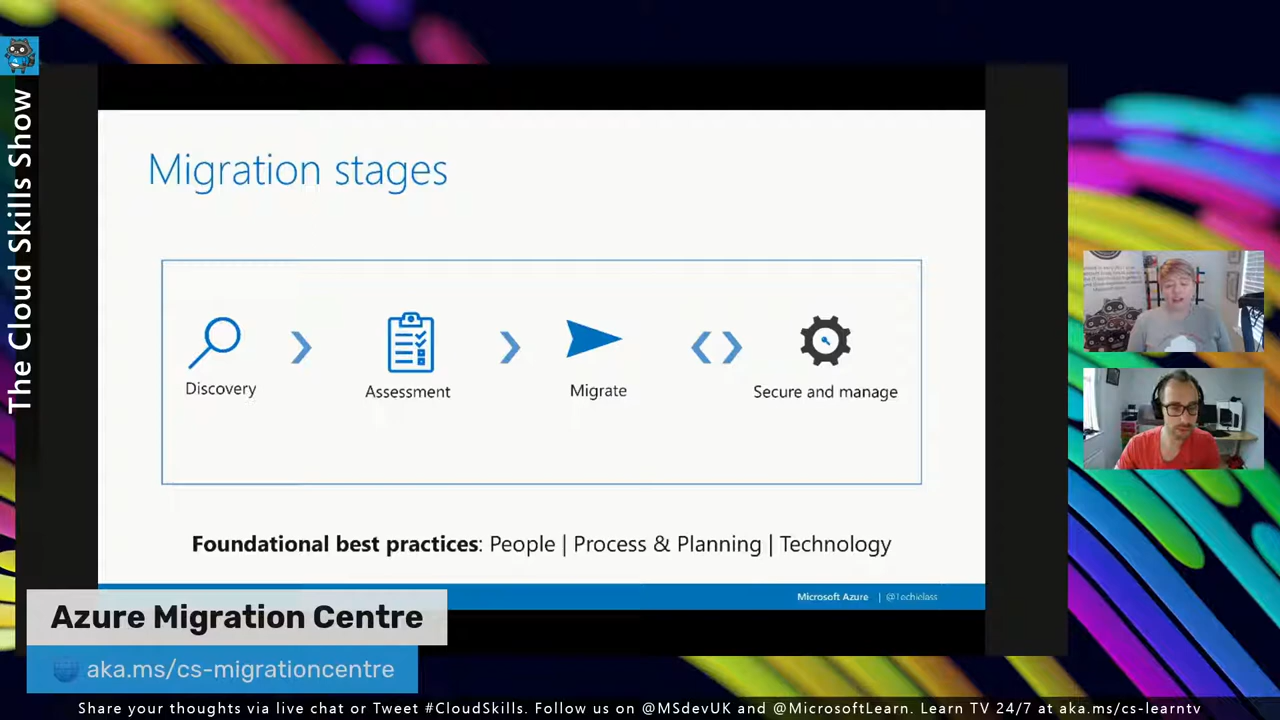 The Cloud Skills Show
Migration stages
Discovery
Assessment
Migrate
Secure and manage
Foundational best practices: People | Process & Planning | Technology
Microsoft Azure | @Techielass
Azure Migration Centre
aka.ms/cs-migrationcentre
Share your thoughts via live chat or Tweet #CloudSkills. Follow us on @MSdevUK and @MicrosoftLearn. Learn TV 24/7 at aka.ms/cs-learntv